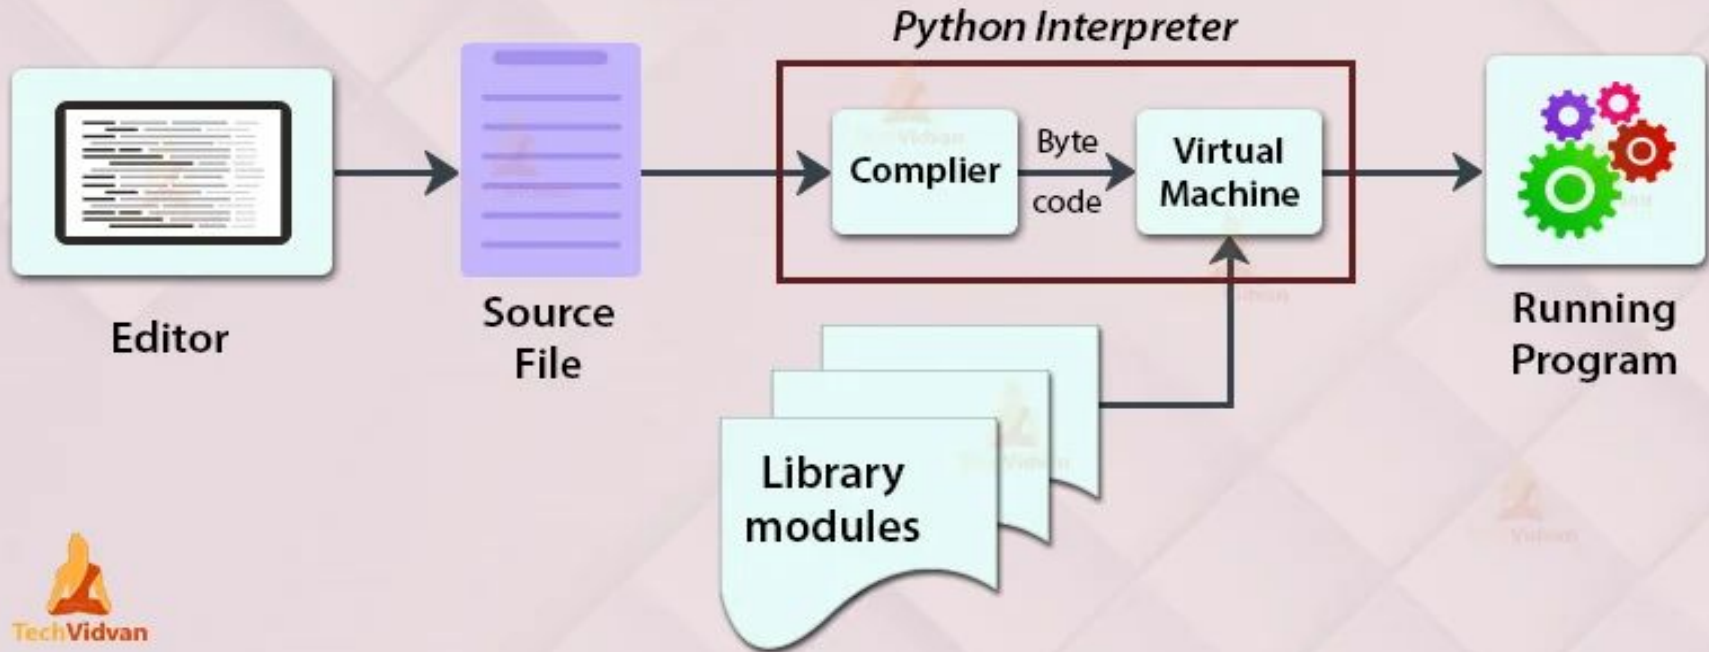 Python Interpreter
Editor
Source
File
Complier
Byte
code
Virtual
Machine
Running
Program
Library
modules
TechVidvan